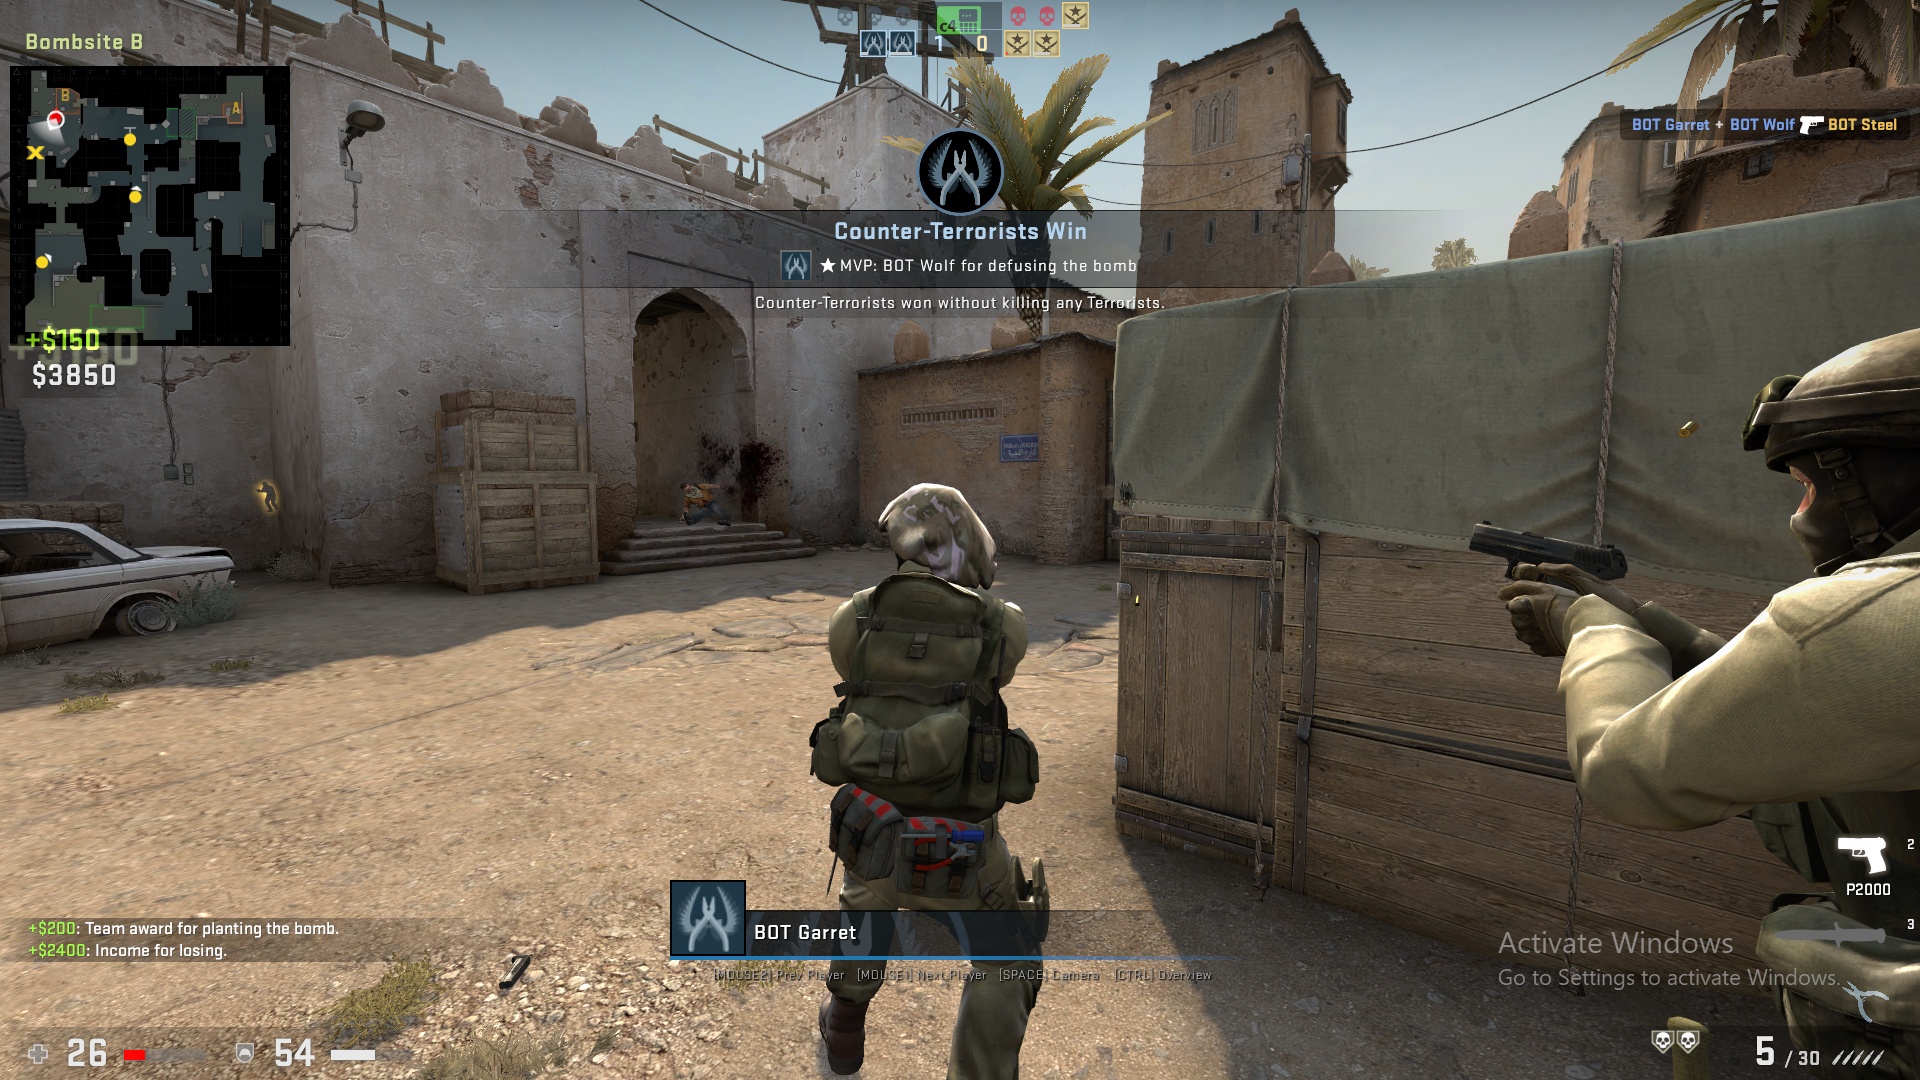 Bombsite B
c4
1 0
B
A
BOT Garret + BOT Wolf BOT Steel
Counter-Terrorists Win
★ MVP: BOT Wolf for defusing the bomb
Counter-Terrorists won without killing any Terrorists.
+$150
$3850
P2000
2
3
+$200: Team award for planting the bomb.
+$2400: Income for losing.
BOT Garret
[MOUSE2] Prev Player [MOUSE1] Next Player [SPACE] Camera [CTRL] Overview
Activate Windows
Go to Settings to activate Windows.
26 54
5 / 30